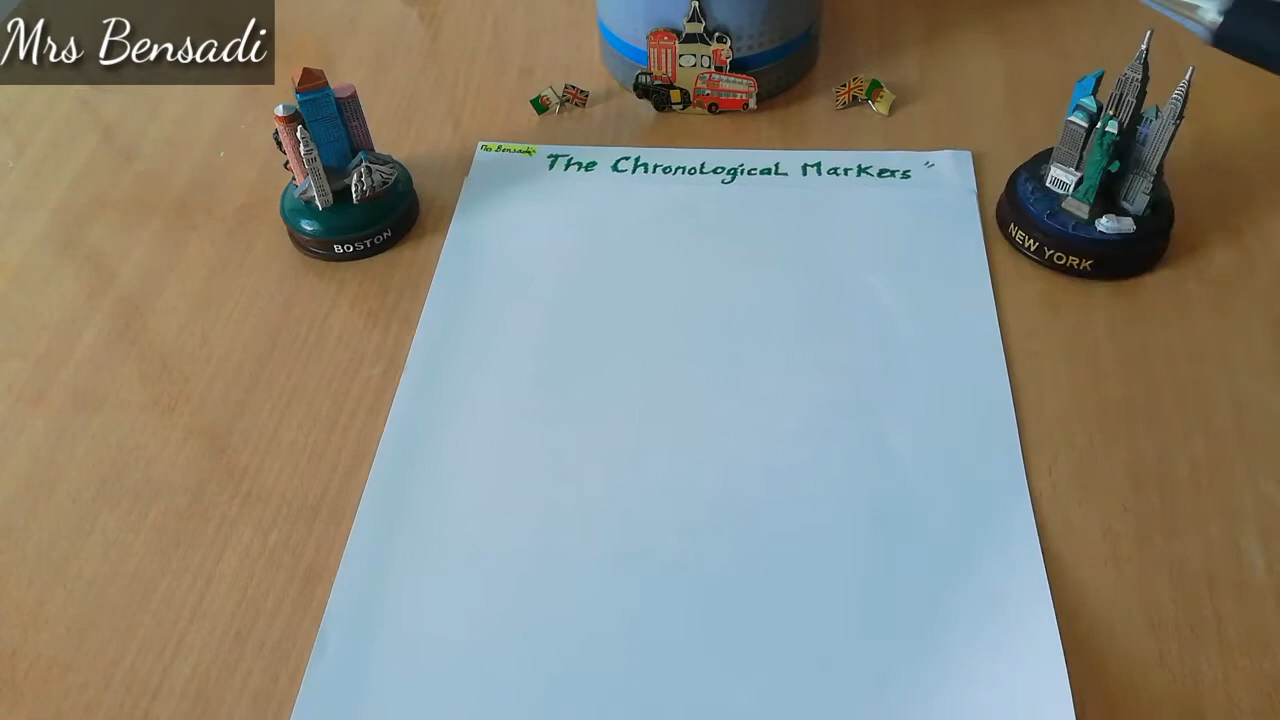 Mrs Bensadi
Mrs Bensadi
The Chronological Markers "
BOSTON
NEW YORK